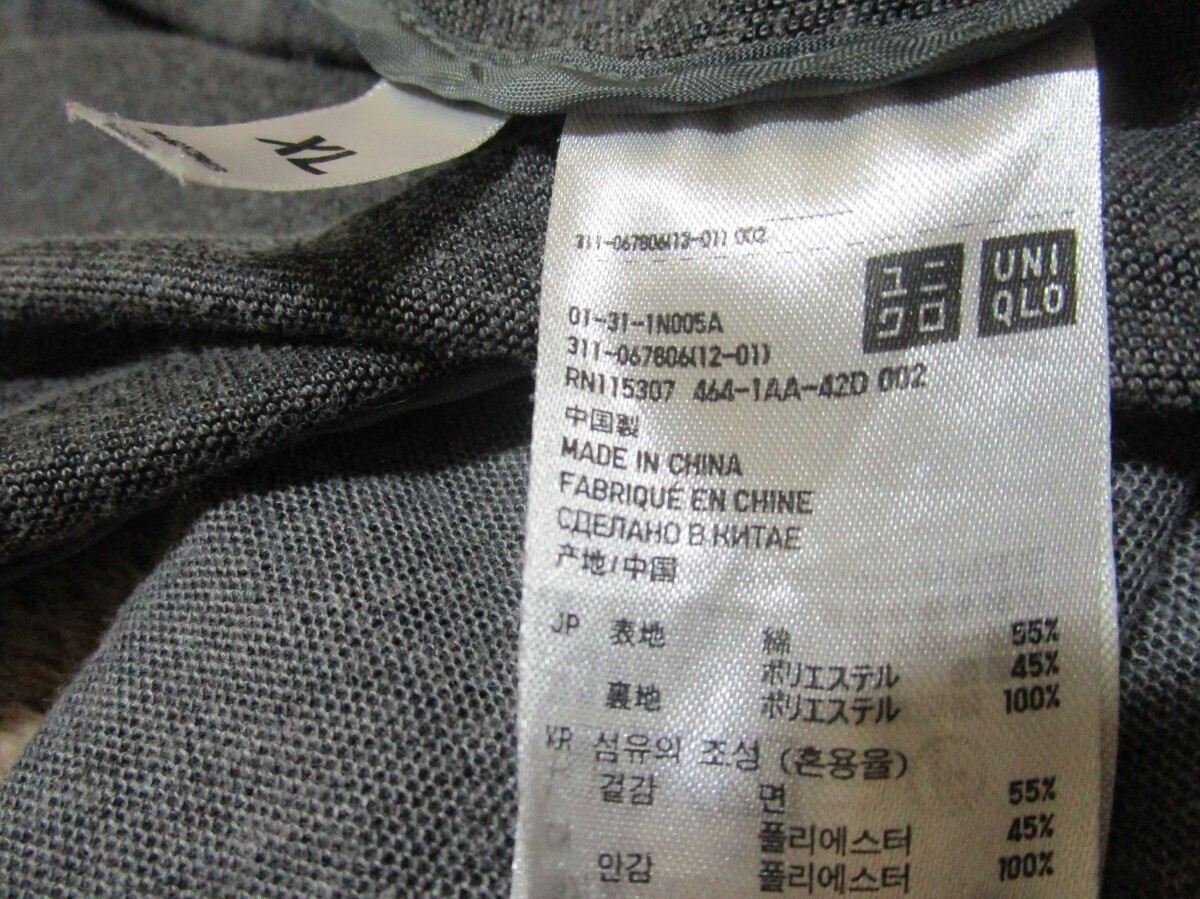 XL
311-067806(12-01) 002
ユニクロ
UNIQLO
01-31-1N005A
311-067806(12-01)
RN115307 464-1AA-42D 002
中国製
MADE IN CHINA
FABRIQUÉ EN CHINE
СДЕЛАНО В КИТАЕ
产地/中国
JP 表地 綿 55%
ポリエステル 45%
裏地 ポリエステル 100%
KR 섬유의 조성 (혼용율)
겉감 면 55%
폴리에스터 45%
안감 폴리에스터 100%